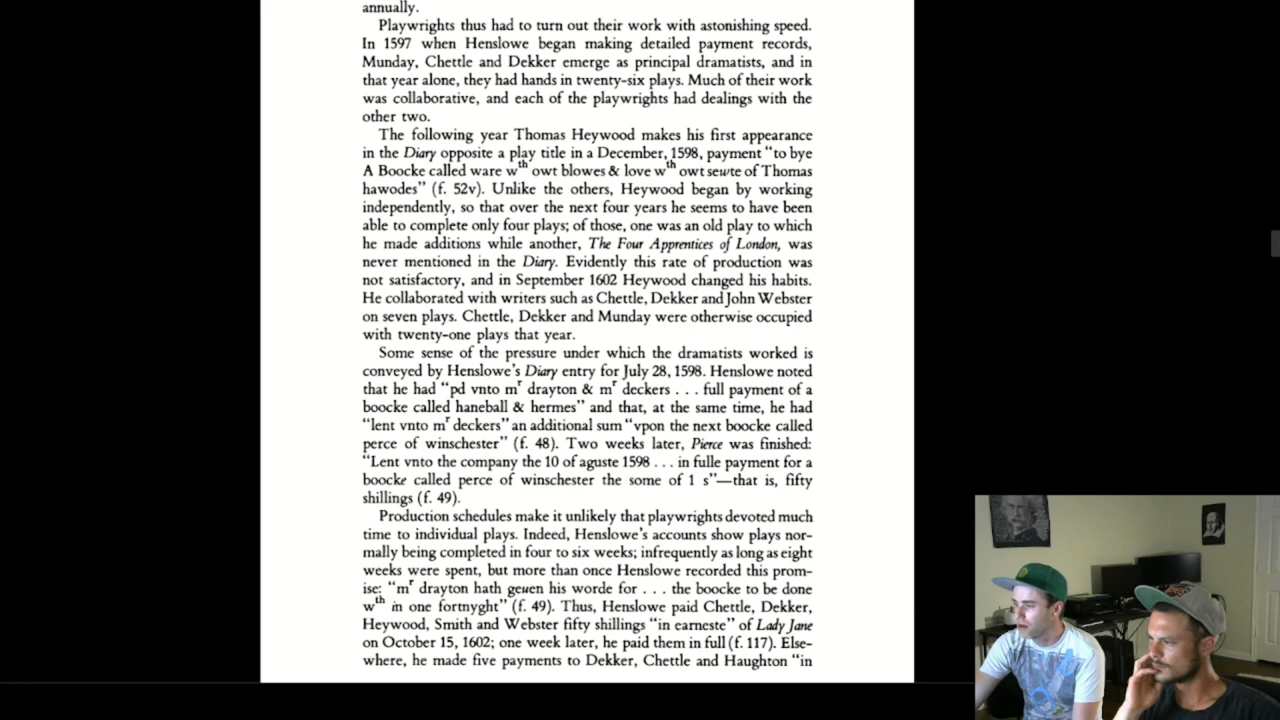 annually.
Playwrights thus had to turn out their work with astonishing speed.
In 1597 when Henslowe began making detailed payment records,
Munday, Chettle and Dekker emerge as principal dramatists, and in
that year alone, they had hands in twenty-six plays. Much of their work
was collaborative, and each of the playwrights had dealings with the
other two.
The following year Thomas Heywood makes his first appearance
in the Diary opposite a play title in a December, 1598, payment “to bye
A Boocke called ware wth owt blowes & love wth owt sewte of Thomas
hawodes” (f. 52v). Unlike the others, Heywood began by working
independently, so that over the next four years he seems to have been
able to complete only four plays; of those, one was an old play to which
he made additions while another, The Four Apprentices of London, was
never mentioned in the Diary. Evidently this rate of production was
not satisfactory, and in September 1602 Heywood changed his habits.
He collaborated with writers such as Chettle, Dekker and John Webster
on seven plays. Chettle, Dekker and Munday were otherwise occupied
with twenty-one plays that year.
Some sense of the pressure under which the dramatists worked is
conveyed by Henslowe's Diary entry for July 28, 1598. Henslowe noted
that he had “pd vnto mr drayton & mr deckers . . . full payment of a
boocke called haneball & hermes” and that, at the same time, he had
“lent vnto mr deckers” an additional sum “vpon the next boocke called
perce of winschester” (f. 48). Two weeks later, Pierce was finished:
“Lent vnto the company the 10 of aguste 1598 . . . in fulle payment for a
boocke called perce of winschester the some of 1 s”—that is, fifty
shillings (f. 49).
Production schedules make it unlikely that playwrights devoted much
time to individual plays. Indeed, Henslowe's accounts show plays nor-
mally being completed in four to six weeks; infrequently as long as eight
weeks were spent, but more than once Henslowe recorded this prom-
ise: “mr drayton hath geuen his worde for . . . the boocke to be done
wth in one fortnyght” (f. 49). Thus, Henslowe paid Chettle, Dekker,
Heywood, Smith and Webster fifty shillings “in earneste” of Lady Jane
on October 15, 1602; one week later, he paid them in full (f. 117). Else-
where, he made five payments to Dekker, Chettle and Haughton “in